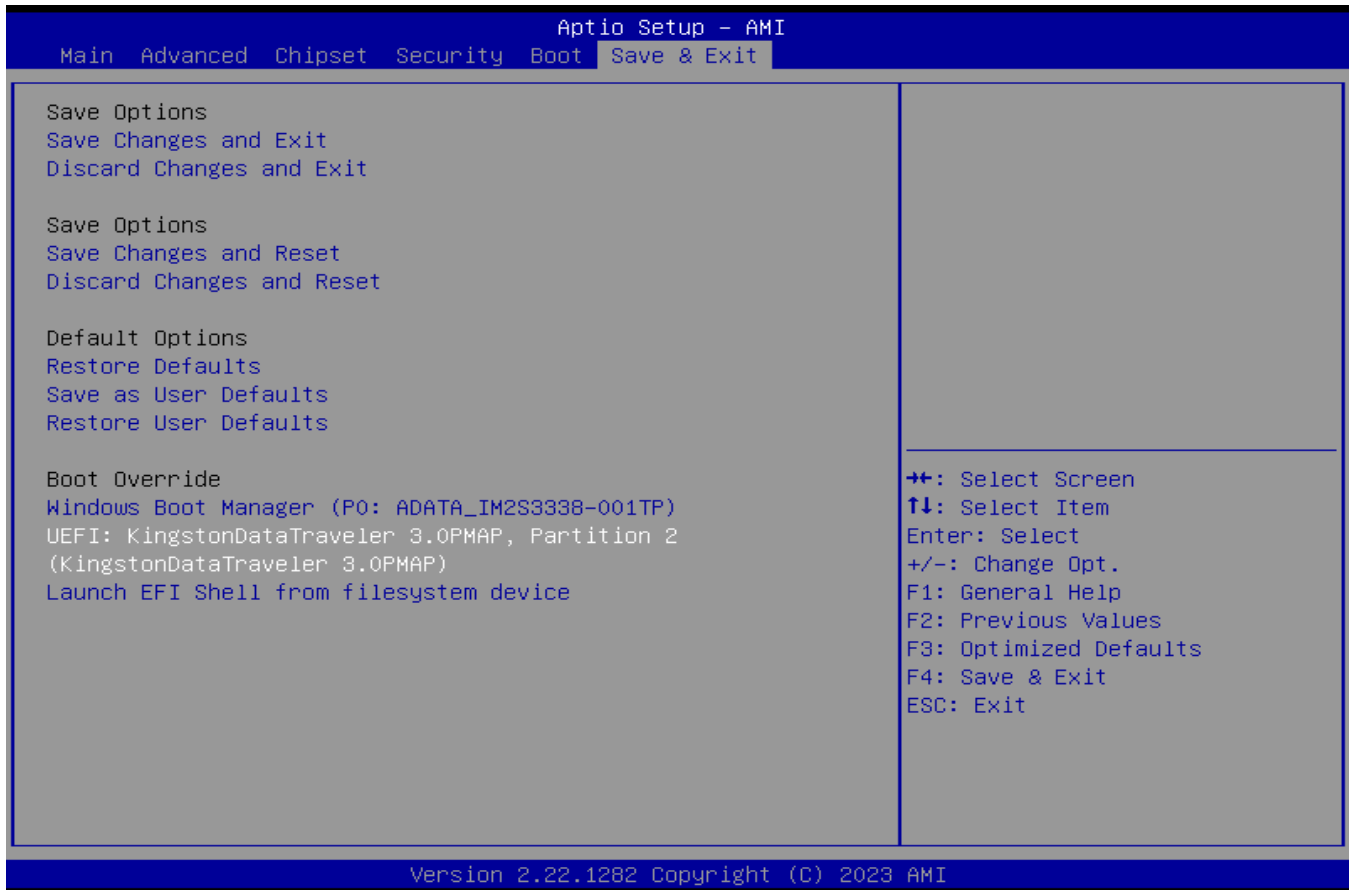 Aptio Setup – AMI
Main Advanced Chipset Security Boot Save & Exit
Save Options
Save Changes and Exit
Discard Changes and Exit
Save Options
Save Changes and Reset
Discard Changes and Reset
Default Options
Restore Defaults
Save as User Defaults
Restore User Defaults
Boot Override
Windows Boot Manager (P0: ADATA_IM2S3338-001TP)
UEFI: KingstonDataTraveler 3.0PMAP, Partition 2
(KingstonDataTraveler 3.0PMAP)
Launch EFI Shell from filesystem device
→←: Select Screen
↑↓: Select Item
Enter: Select
+/-: Change Opt.
F1: General Help
F2: Previous Values
F3: Optimized Defaults
F4: Save & Exit
ESC: Exit
Version 2.22.1282 Copyright (C) 2023 AMI